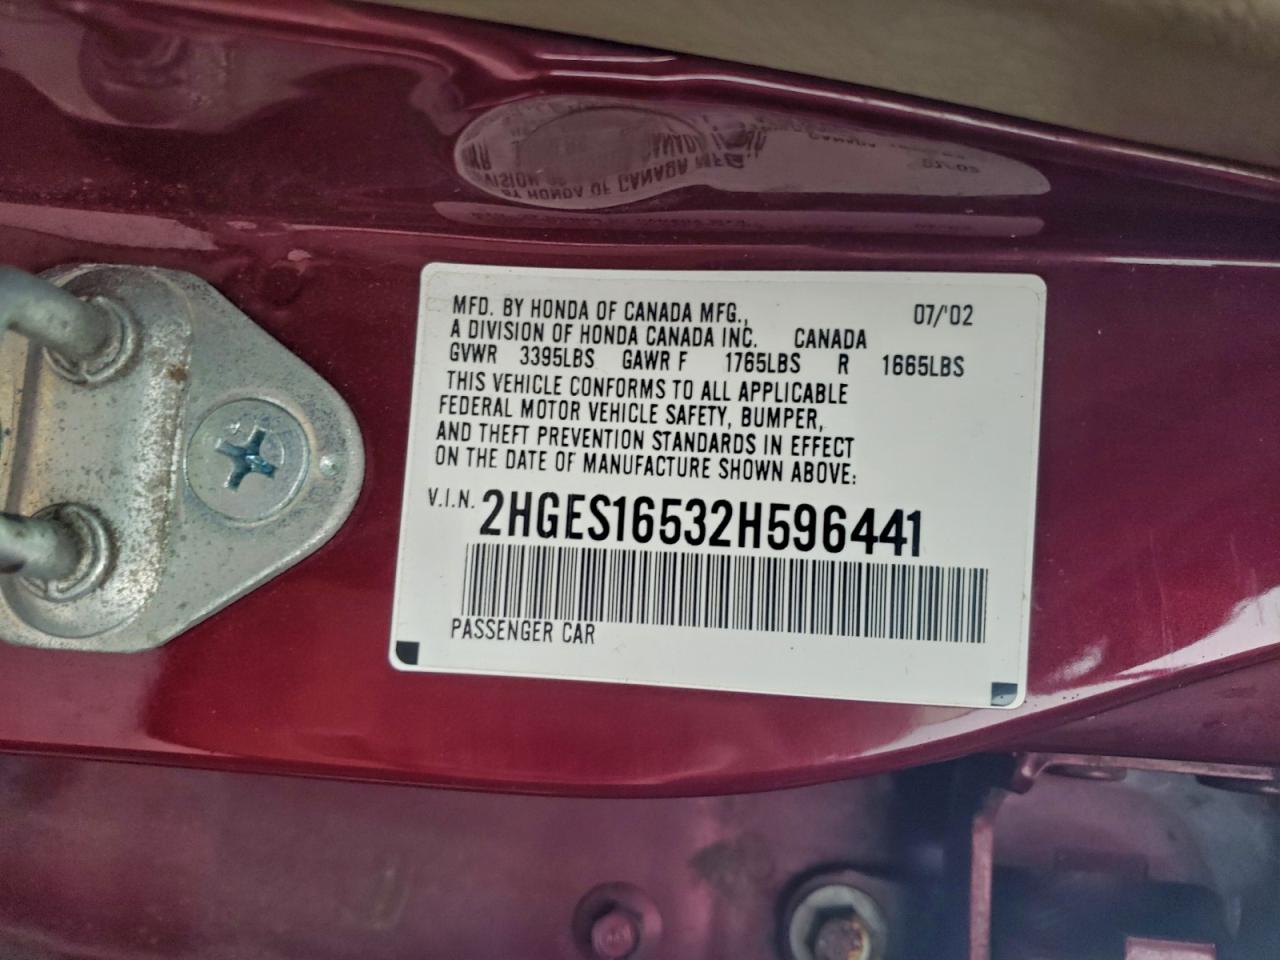 MFD. BY HONDA OF CANADA MFG., 07/'02
A DIVISION OF HONDA CANADA INC. CANADA
GVWR 3395LBS GAWR F 1765LBS R 1665LBS
THIS VEHICLE CONFORMS TO ALL APPLICABLE
FEDERAL MOTOR VEHICLE SAFETY, BUMPER,
AND THEFT PREVENTION STANDARDS IN EFFECT
ON THE DATE OF MANUFACTURE SHOWN ABOVE:
V.I.N. 2HGES16532H596441
PASSENGER CAR